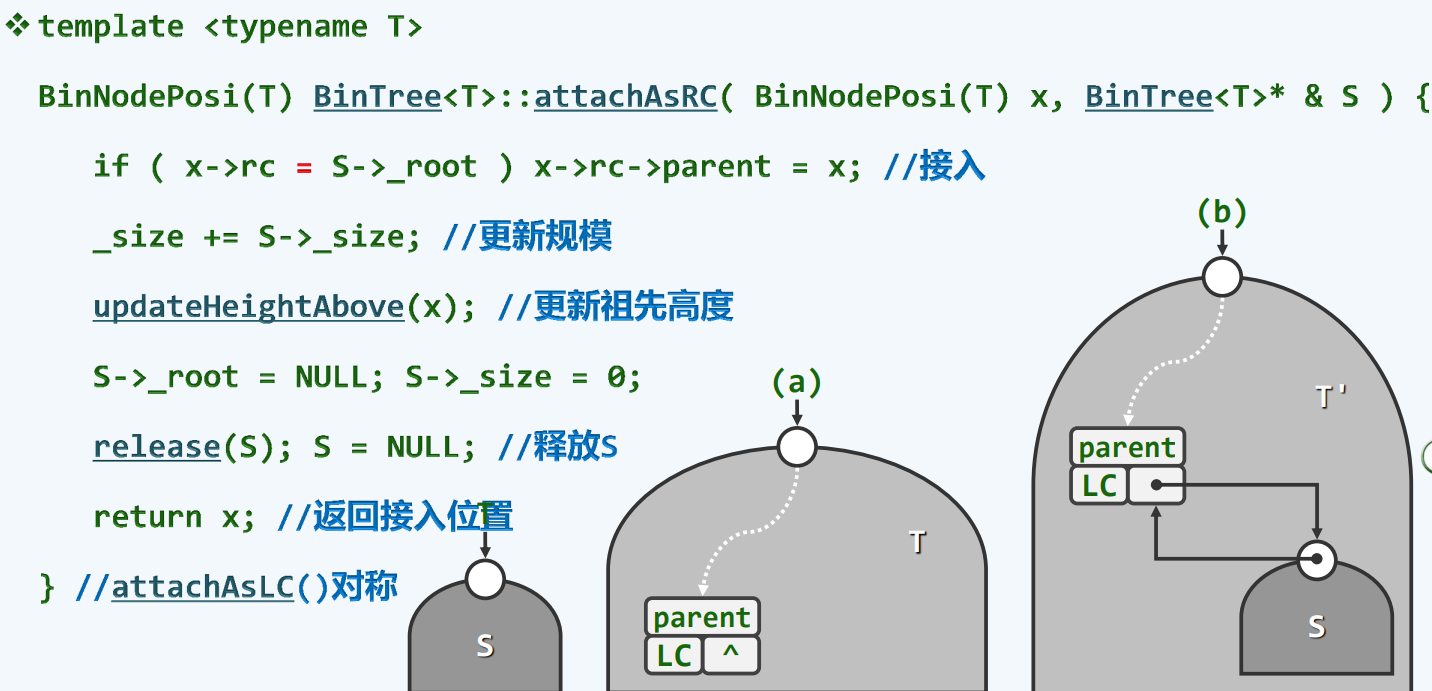 ❖ template <typename T>
BinNodePosi(T) BinTree<T>::attachAsRC( BinNodePosi(T) x, BinTree<T>* & S ) {
if ( x->rc = S->_root ) x->rc->parent = x; //接入
_size += S->_size; //更新规模
updateHeightAbove(x); //更新祖先高度
S->_root = NULL; S->_size = 0;
release(S); S = NULL; //释放S
return x; //返回接入位置
} //attachAsLC()对称
S
(a)
T
parent
LC ^
(b)
T'
parent
LC
S